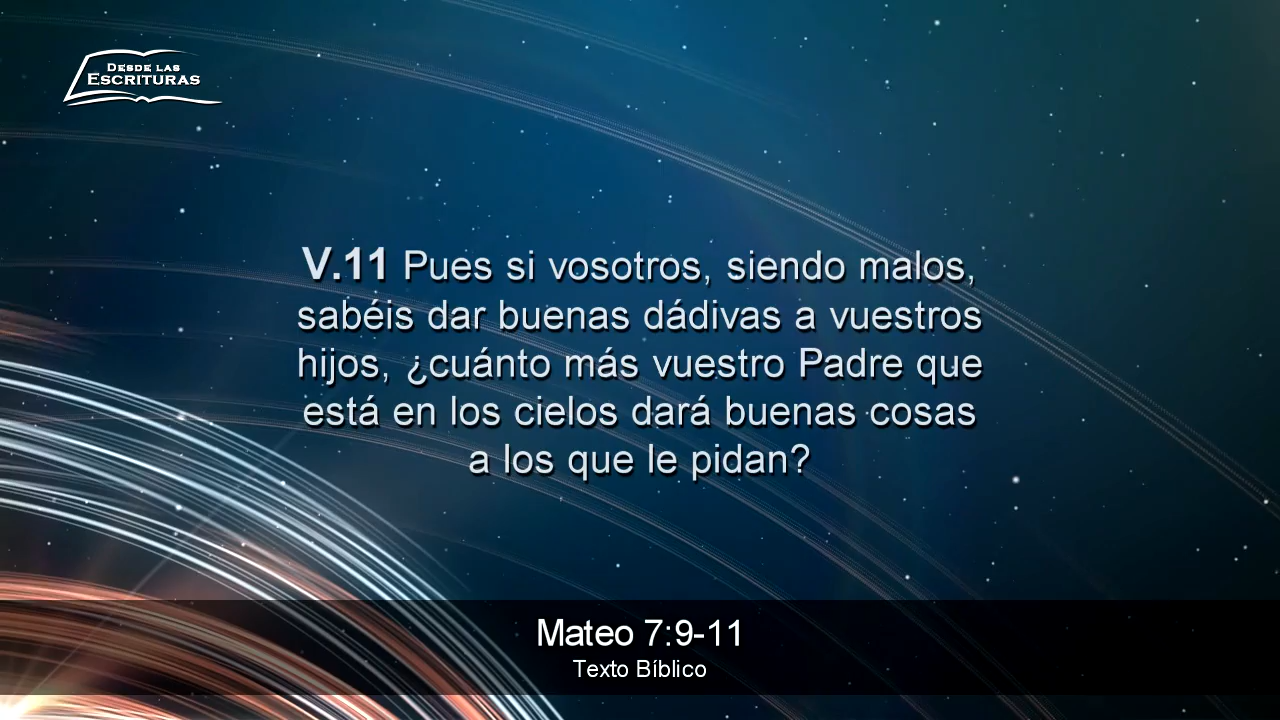 DESDE LAS
ESCRITURAS
V.11 Pues si vosotros, siendo malos,
sabéis dar buenas dádivas a vuestros
hijos, ¿cuánto más vuestro Padre que
está en los cielos dará buenas cosas
a los que le pidan?
Mateo 7:9-11
Texto Bíblico